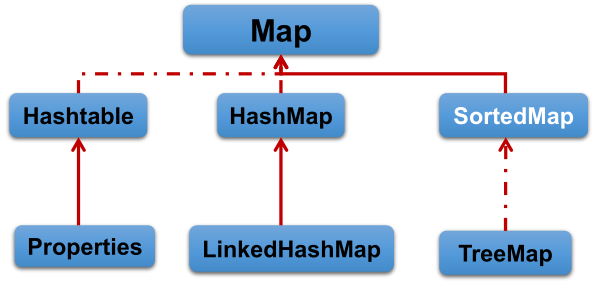 Map
Hashtable
HashMap
SortedMap
Properties
LinkedHashMap
TreeMap